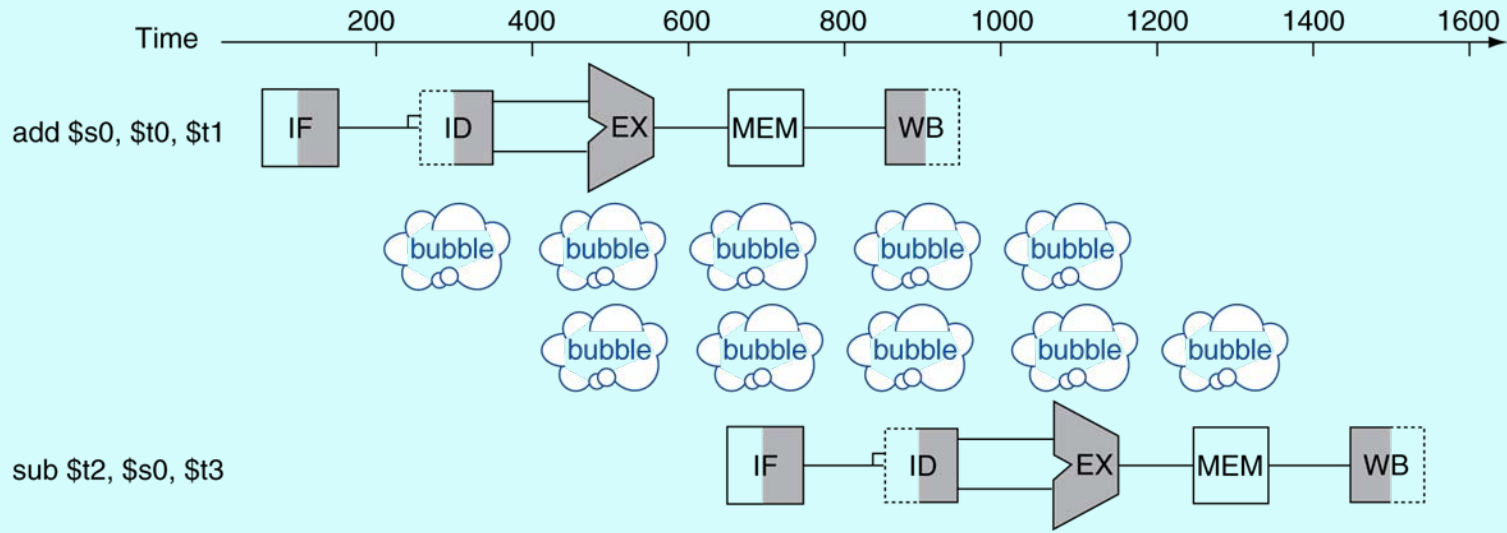 200 400 600 800 1000 1200 1400 1600
Time
add $s0, $t0, $t1 IF ID EX MEM WB
bubble bubble bubble bubble bubble
bubble bubble bubble bubble bubble
sub $t2, $s0, $t3 IF ID EX MEM WB